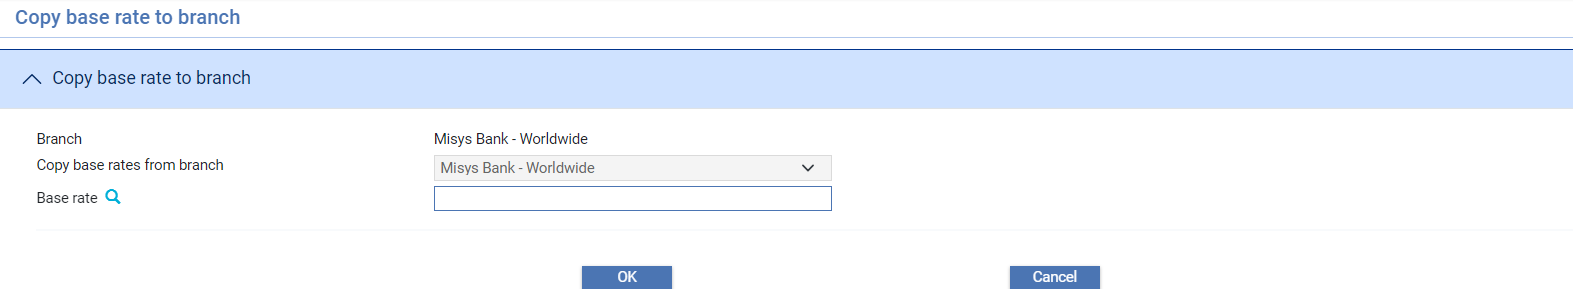 Copy base rate to branch
Copy base rate to branch
Branch Misys Bank - Worldwide
Copy base rates from branch Misys Bank - Worldwide
Base rate
OK Cancel